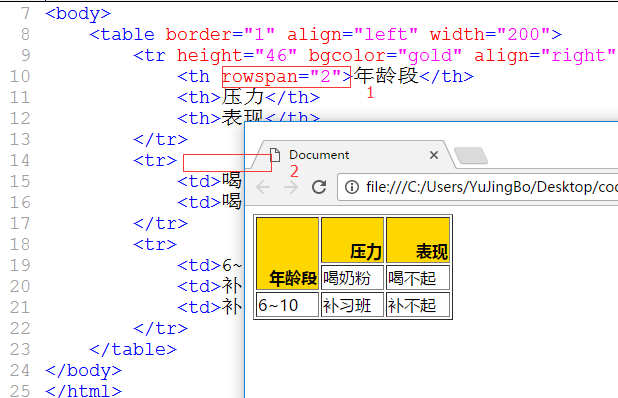 7 <body>
8 <table border="1" align="left" width="200">
9 <tr height="46" bgcolor="gold" align="right"
10 <th rowspan="2">年龄段</th>
1
11 <th>压力</th>
12 <th>表现</th>
13 </tr>
14 <tr>
2
15 <td>喝
16 <td>喝
17 </tr>
18 <tr>
19 <td>6~
20 <td>补
21 <td>补
22 </tr>
23 </table>
24 </body>
25 </html>
Document
file:///C:/Users/YuJingBo/Desktop/coo
年龄段 压力 表现
喝奶粉 喝不起
6~10 补习班 补不起